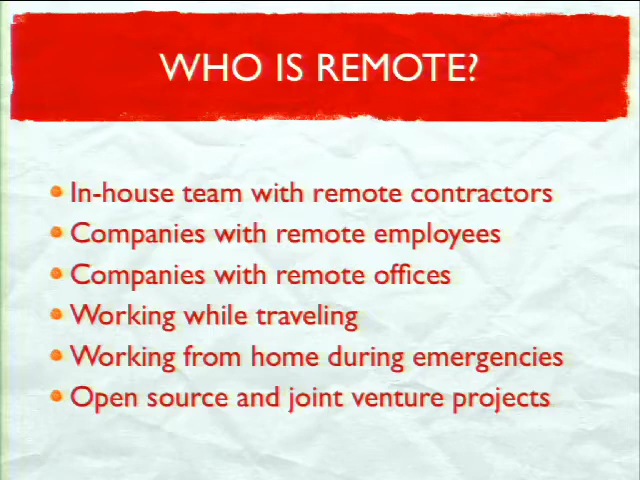 WHO IS REMOTE?
In-house team with remote contractors
Companies with remote employees
Companies with remote offices
Working while traveling
Working from home during emergencies
Open source and joint venture projects